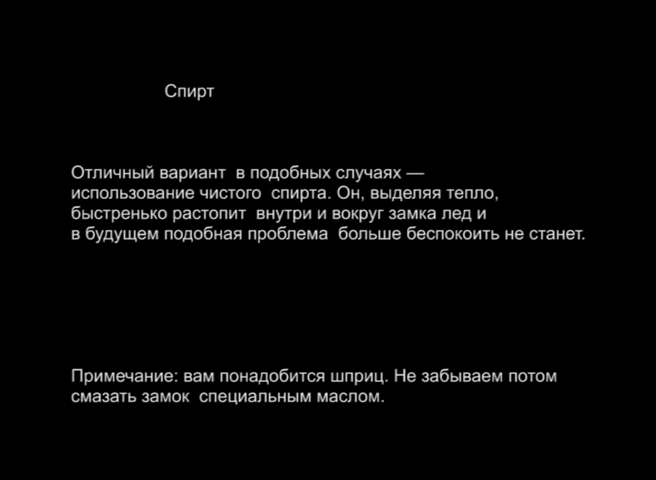 Спирт
Отличный вариант в подобных случаях —
использование чистого спирта. Он, выделяя тепло,
быстренько растопит внутри и вокруг замка лед и
в будущем подобная проблема больше беспокоить не станет.
Примечание: вам понадобится шприц. Не забываем потом
смазать замок специальным маслом.